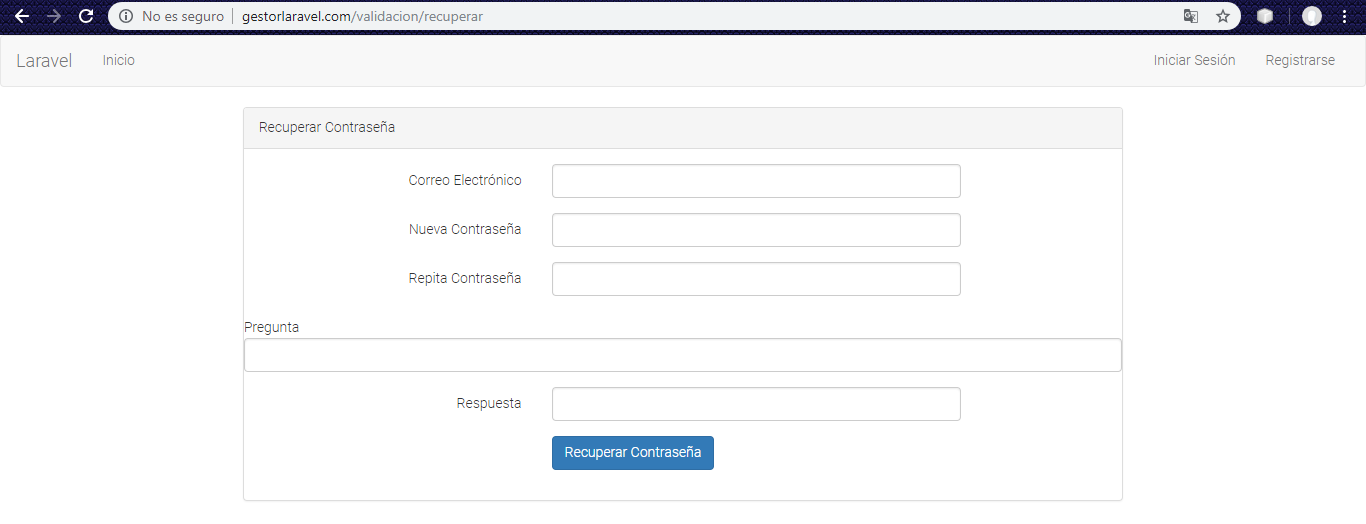 No es seguro gestorlaravel.com/validacion/recuperar
Laravel Inicio Iniciar Sesión Registrarse
Recuperar Contraseña
Correo Electrónico
Nueva Contraseña
Repita Contraseña
Pregunta
Respuesta
Recuperar Contraseña